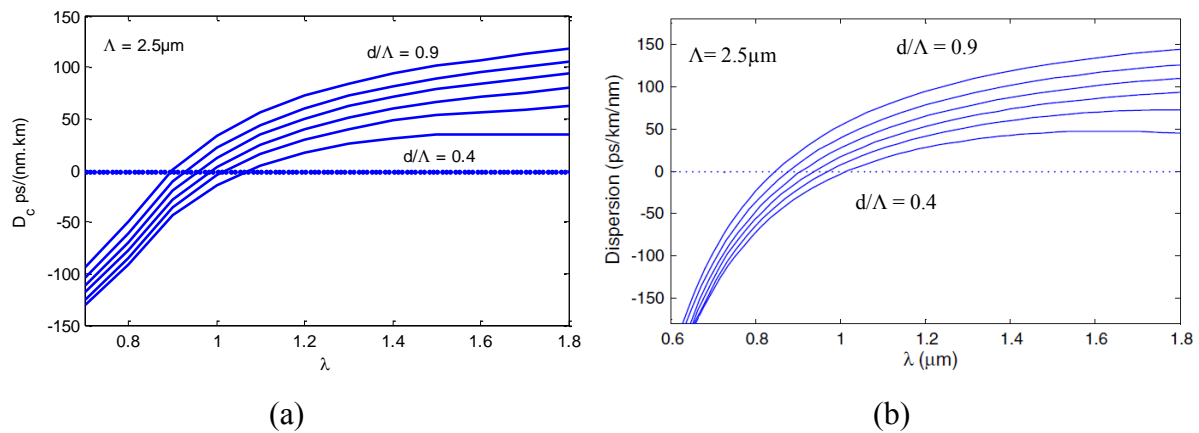 150
100
50
0
-50
-100
-150
D_c ps/(nm.km)
Λ = 2.5µm
d/Λ = 0.9
d/Λ = 0.4
0.8 1 1.2 1.4 1.6 1.8
λ
(a)
150
100
50
0
-50
-100
-150
Dispersion (ps/km/nm)
Λ= 2.5µm
d/Λ = 0.9
d/Λ = 0.4
0.6 0.8 1 1.2 1.4 1.6 1.8
λ (µm)
(b)